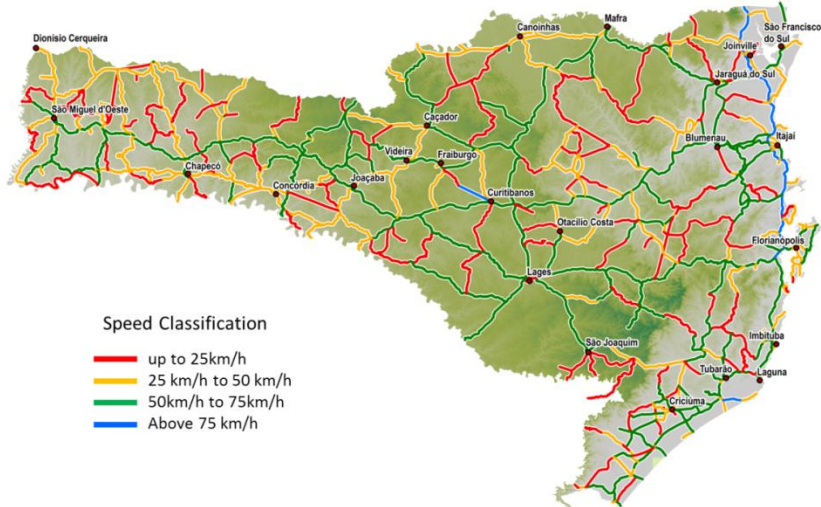 Mafra
Canoinhas
São Francisco
do Sul
Dionísio Cerqueira
Joinville
Jaraguá do Sul
São Miguel d'Oeste
Caçador
Blumenau
Itajaí
Videira
Fraiburgo
Chapecó
Joaçaba
Concórdia
Curitibanos
Otacílio Costa
Florianópolis
Lages
Speed Classification
up to 25km/h
25 km/h to 50 km/h
50km/h to 75km/h
Above 75 km/h
São Joaquim
Imbituba
Tubarão
Laguna
Criciúma